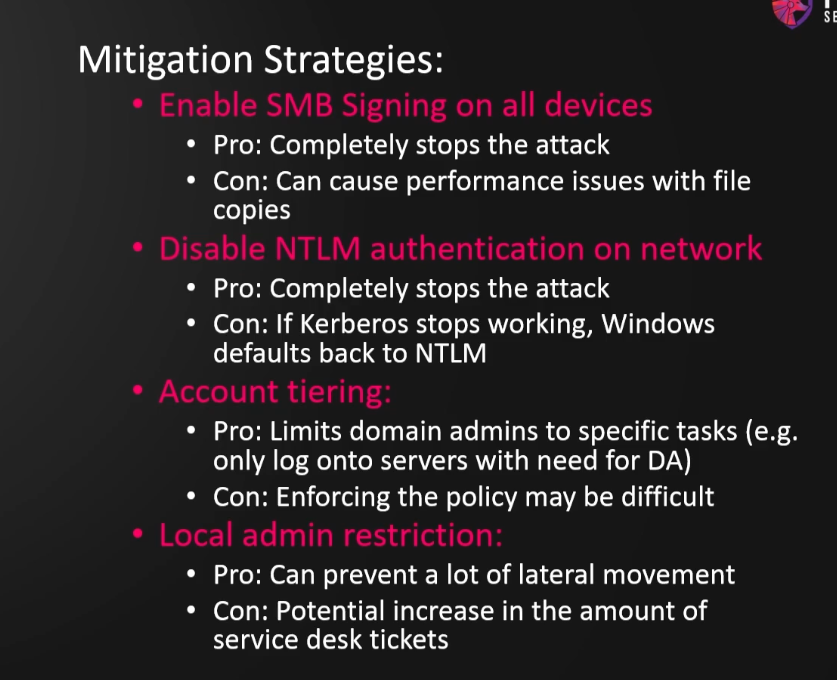 Mitigation Strategies:
• Enable SMB Signing on all devices
• Pro: Completely stops the attack
• Con: Can cause performance issues with file
copies
• Disable NTLM authentication on network
• Pro: Completely stops the attack
• Con: If Kerberos stops working, Windows
defaults back to NTLM
• Account tiering:
• Pro: Limits domain admins to specific tasks (e.g.
only log onto servers with need for DA)
• Con: Enforcing the policy may be difficult
• Local admin restriction:
• Pro: Can prevent a lot of lateral movement
• Con: Potential increase in the amount of
service desk tickets